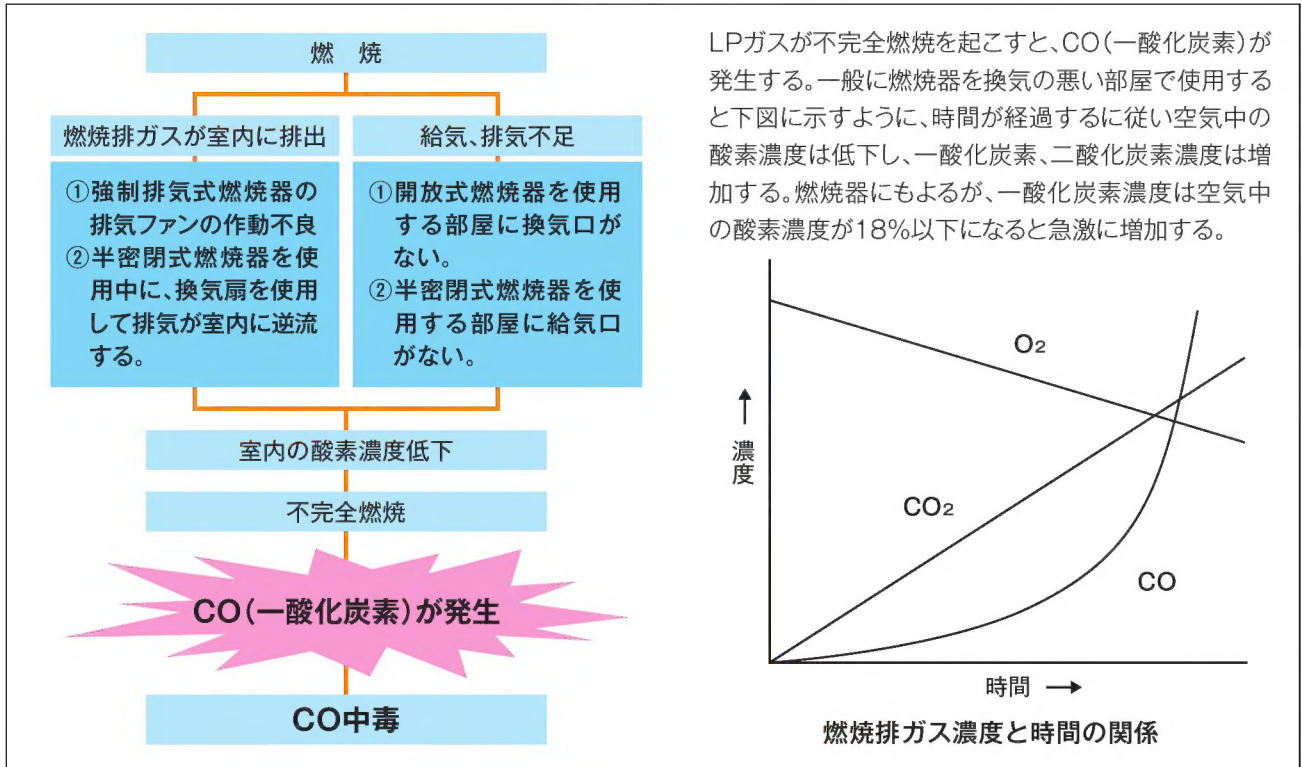 燃 焼
燃焼排ガスが室内に排出
①強制排気式燃焼器の
排気ファンの作動不良
②半密閉式燃焼器を使
用中に、換気扇を使用
して排気が室内に逆流
する。
給気、排気不足
①開放式燃焼器を使用
する部屋に換気口が
ない。
②半密閉式燃焼器を使
用する部屋に給気口
がない。
室内の酸素濃度低下
不完全燃焼
CO(一酸化炭素)が発生
CO中毒
LPガスが不完全燃焼を起こすと、CO(一酸化炭素)が
発生する。一般に燃焼器を換気の悪い部屋で使用する
と下図に示すように、時間が経過するに従い空気中の
酸素濃度は低下し、一酸化炭素、二酸化炭素濃度は増
加する。燃焼器にもよるが、一酸化炭素濃度は空気中
の酸素濃度が18%以下になると急激に増加する。
O₂
濃度
CO₂
CO
時間 →
燃焼排ガス濃度と時間の関係